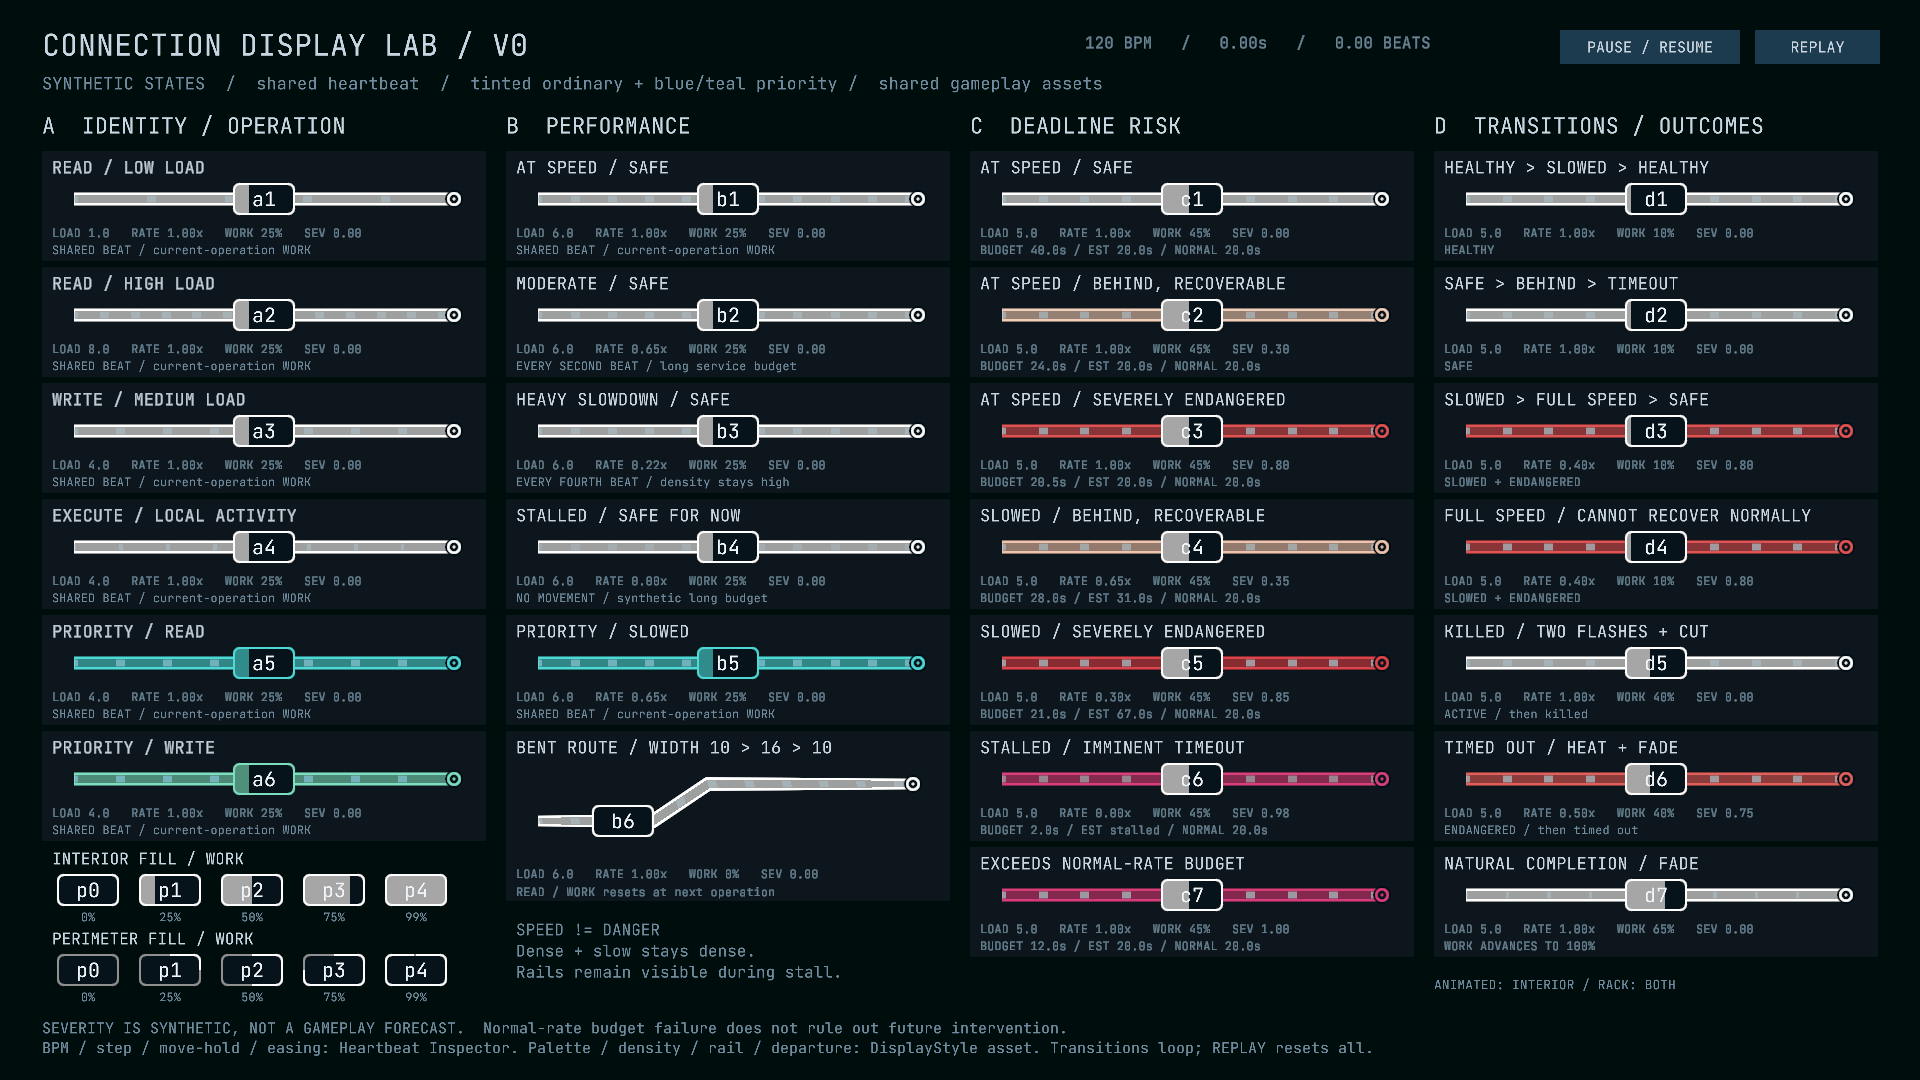 CONNECTION DISPLAY LAB / V0
120 BPM / 0.00s / 0.00 BEATS
PAUSE / RESUME
REPLAY
SYNTHETIC STATES / shared heartbeat / tinted ordinary + blue/teal priority / shared gameplay assets
A IDENTITY / OPERATION
READ / LOW LOAD
a1
LOAD 1.0 RATE 1.00x WORK 25% SEV 0.00
SHARED BEAT / current-operation WORK
READ / HIGH LOAD
a2
LOAD 8.0 RATE 1.00x WORK 25% SEV 0.00
SHARED BEAT / current-operation WORK
WRITE / MEDIUM LOAD
a3
LOAD 4.0 RATE 1.00x WORK 25% SEV 0.00
SHARED BEAT / current-operation WORK
EXECUTE / LOCAL ACTIVITY
a4
LOAD 4.0 RATE 1.00x WORK 25% SEV 0.00
SHARED BEAT / current-operation WORK
PRIORITY / READ
a5
LOAD 4.0 RATE 1.00x WORK 25% SEV 0.00
SHARED BEAT / current-operation WORK
PRIORITY / WRITE
a6
LOAD 4.0 RATE 1.00x WORK 25% SEV 0.00
SHARED BEAT / current-operation WORK
INTERIOR FILL / WORK
p0 p1 p2 p3 p4
0% 25% 50% 75% 99%
PERIMETER FILL / WORK
p0 p1 p2 p3 p4
0% 25% 50% 75% 99%
B PERFORMANCE
AT SPEED / SAFE
b1
LOAD 6.0 RATE 1.00x WORK 25% SEV 0.00
SHARED BEAT / current-operation WORK
MODERATE / SAFE
b2
LOAD 6.0 RATE 0.65x WORK 25% SEV 0.00
EVERY SECOND BEAT / long service budget
HEAVY SLOWDOWN / SAFE
b3
LOAD 6.0 RATE 0.22x WORK 25% SEV 0.00
EVERY FOURTH BEAT / density stays high
STALLED / SAFE FOR NOW
b4
LOAD 6.0 RATE 0.00x WORK 25% SEV 0.00
NO MOVEMENT / synthetic long budget
PRIORITY / SLOWED
b5
LOAD 6.0 RATE 0.65x WORK 25% SEV 0.00
SHARED BEAT / current-operation WORK
BENT ROUTE / WIDTH 10 > 16 > 10
b6
LOAD 6.0 RATE 1.00x WORK 0% SEV 0.00
READ / WORK resets at next operation
SPEED != DANGER
Dense + slow stays dense.
Rails remain visible during stall.
C DEADLINE RISK
AT SPEED / SAFE
c1
LOAD 5.0 RATE 1.00x WORK 45% SEV 0.00
BUDGET 40.0s / EST 20.0s / NORMAL 20.0s
AT SPEED / BEHIND, RECOVERABLE
c2
LOAD 5.0 RATE 1.00x WORK 45% SEV 0.30
BUDGET 24.0s / EST 20.0s / NORMAL 20.0s
AT SPEED / SEVERELY ENDANGERED
c3
LOAD 5.0 RATE 1.00x WORK 45% SEV 0.80
BUDGET 20.5s / EST 20.0s / NORMAL 20.0s
SLOWED / BEHIND, RECOVERABLE
c4
LOAD 5.0 RATE 0.65x WORK 45% SEV 0.35
BUDGET 28.0s / EST 31.0s / NORMAL 20.0s
SLOWED / SEVERELY ENDANGERED
c5
LOAD 5.0 RATE 0.30x WORK 45% SEV 0.85
BUDGET 21.0s / EST 67.0s / NORMAL 20.0s
STALLED / IMMINENT TIMEOUT
c6
LOAD 5.0 RATE 0.00x WORK 45% SEV 0.98
BUDGET 2.0s / EST stalled / NORMAL 20.0s
EXCEEDS NORMAL-RATE BUDGET
c7
LOAD 5.0 RATE 1.00x WORK 45% SEV 1.00
BUDGET 12.0s / EST 20.0s / NORMAL 20.0s
D TRANSITIONS / OUTCOMES
HEALTHY > SLOWED > HEALTHY
d1
LOAD 5.0 RATE 1.00x WORK 10% SEV 0.00
HEALTHY
SAFE > BEHIND > TIMEOUT
d2
LOAD 5.0 RATE 1.00x WORK 10% SEV 0.00
SAFE
SLOWED > FULL SPEED > SAFE
d3
LOAD 5.0 RATE 0.40x WORK 10% SEV 0.80
SLOWED + ENDANGERED
FULL SPEED / CANNOT RECOVER NORMALLY
d4
LOAD 5.0 RATE 0.40x WORK 10% SEV 0.80
SLOWED + ENDANGERED
KILLED / TWO FLASHES + CUT
d5
LOAD 5.0 RATE 1.00x WORK 40% SEV 0.00
ACTIVE / then killed
TIMED OUT / HEAT + FADE
d6
LOAD 5.0 RATE 0.50x WORK 40% SEV 0.75
ENDANGERED / then timed out
NATURAL COMPLETION / FADE
d7
LOAD 5.0 RATE 1.00x WORK 65% SEV 0.00
WORK ADVANCES TO 100%
ANIMATED: INTERIOR / RACK: BOTH
SEVERITY IS SYNTHETIC, NOT A GAMEPLAY FORECAST. Normal-rate budget failure does not rule out future intervention.
BPM / step / move-hold / easing: Heartbeat Inspector. Palette / density / rail / departure: DisplayStyle asset. Transitions loop; REPLAY resets all.